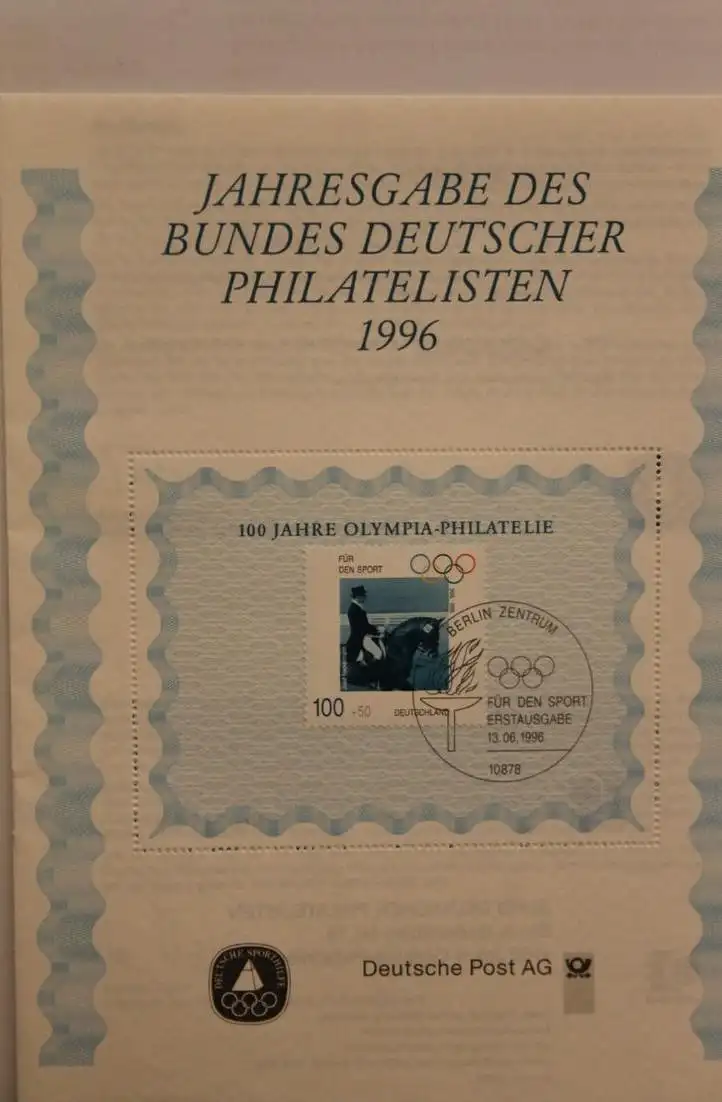 JAHRESGABE DES
BUNDES DEUTSCHER
PHILATELISTEN
1996
100 JAHRE OLYMPIA-PHILATELIE
FÜR
DEN SPORT
100 +50
DEUTSCHLAND
BERLIN ZENTRUM
FÜR DEN SPORT
ERSTAUSGABE
13.06.1996
10878
DEUTSCHE SPORTHILFE
Deutsche Post AG